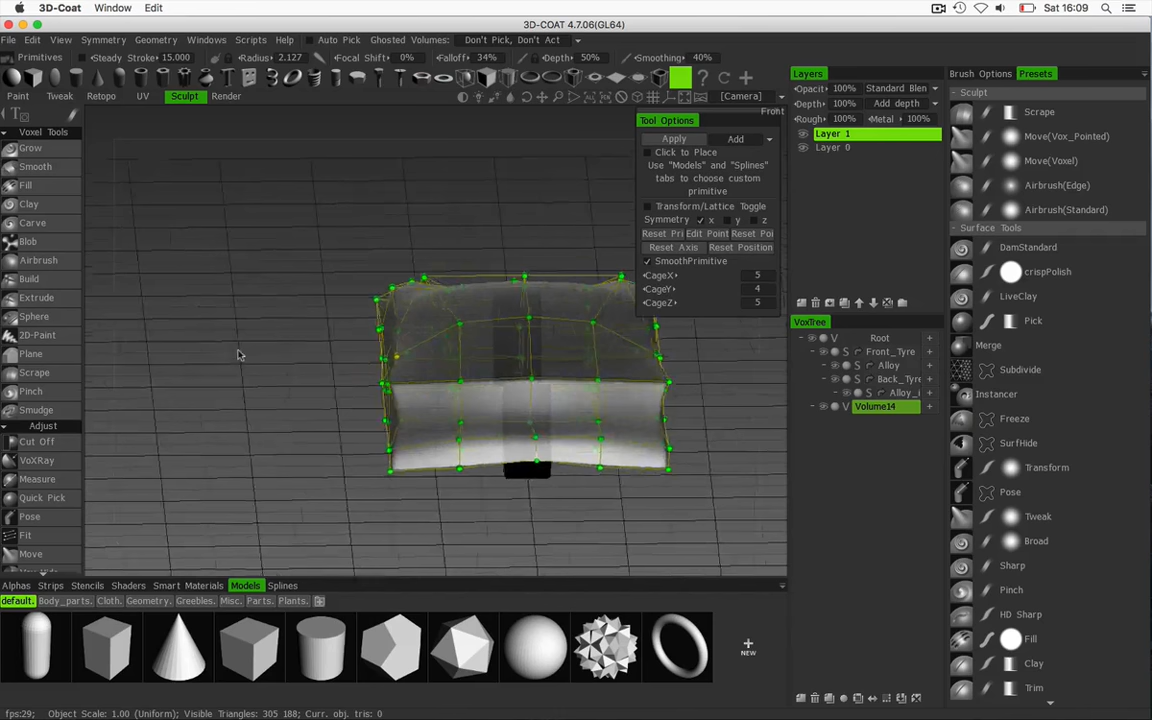 3D-Coat Window Edit Sat 16:09
3D-COAT 4.7.06(GL64)
File Edit View Symmetry Geometry Windows Scripts Help Auto Pick Ghosted Volumes: Don't Pick, Don't Act
Primitives Steady Stroke 15.000 Radius 2.127 Focal Shift 0% Falloff 34% Depth 50% Smoothing 40%
Paint Tweak Retopo UV Sculpt Render [Camera]
Front
Voxel Tools
Grow
Smooth
Fill
Clay
Carve
Blob
Airbrush
Build
Extrude
Sphere
2D-Paint
Plane
Scrape
Pinch
Smudge
Adjust
Cut Off
VoXRay
Measure
Quick Pick
Pose
Fit
Move
Tool Options
Apply Add
Click to Place
Use "Models" and "Splines"
tabs to choose custom
primitive
Transform/Lattice Toggle
Symmetry x y z
Reset Pri Edit Point Reset Poi
Reset Axis Reset Position
SmoothPrimitive
CageX 5
CageY 4
CageZ 5
Layers
Opacity 100% Standard Blen
Depth 100% Add depth
Rough 100% Metal 100%
Layer 1
Layer 0
VoxTree
Root
S Front_Tyre +
S Alloy +
S Back_Tyre +
S Alloy_i +
V Volume14 +
Brush Options Presets
Sculpt
Scrape
Move(Vox_Pointed)
Move(Voxel)
Airbrush(Edge)
Airbrush(Standard)
Surface Tools
DamStandard
crispPolish
LiveClay
Pick
Merge
Subdivide
Instancer
Freeze
SurfHide
Transform
Pose
Tweak
Broad
Sharp
Pinch
HD Sharp
Fill
Clay
Trim
Alphas Strips Stencils Shaders Smart Materials Models Splines
default. Body_parts. Cloth. Geometry. Greebles. Misc. Parts. Plants.
NEW
fps:29; Object Scale: 1.00 (Uniform); Visible Triangles: 305 188; Curr. obj. tris: 0